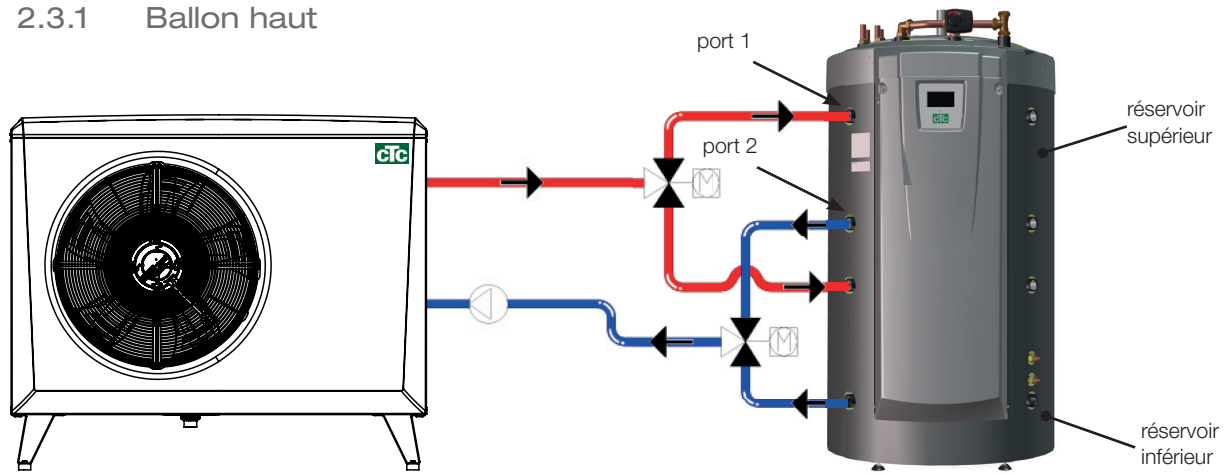 2.3.1 Ballon haut
port 1
réservoir
supérieur
port 2
CTC
CTC
M
M
réservoir
inférieur